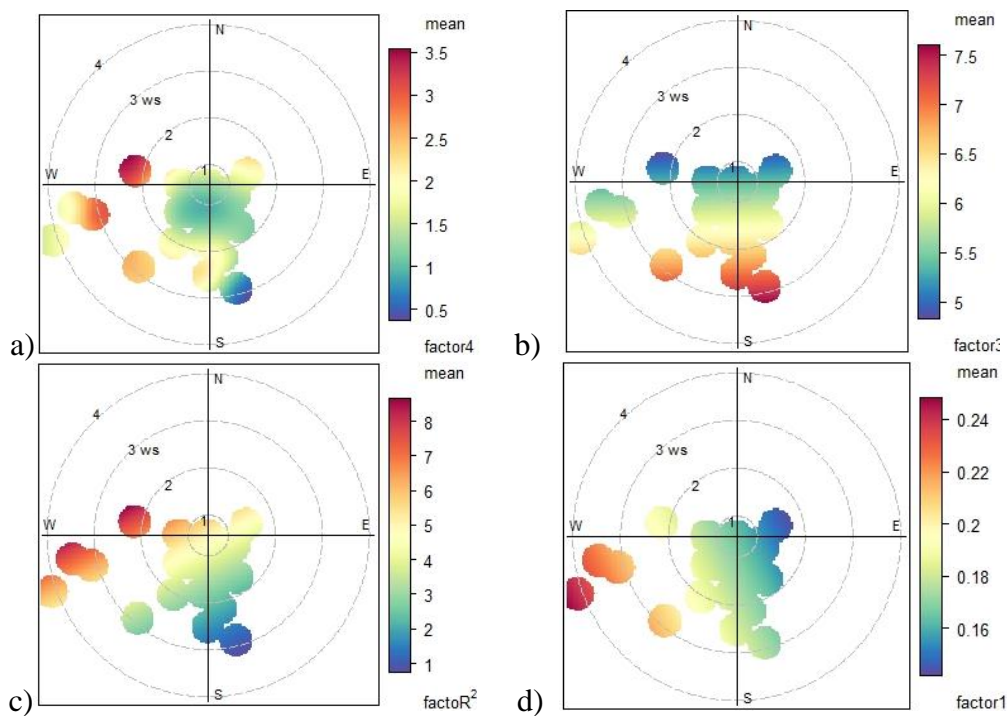 mean
N
4
3 ws
2
1
W
E
S
3.5
3
2.5
2
1.5
1
0.5
factor4
a)
mean
N
4
3 ws
2
1
W
E
S
7.5
7
6.5
6
5.5
5
factor3
b)
mean
N
4
3 ws
2
1
W
E
S
8
7
6
5
4
3
2
1
factoR²
c)
mean
N
4
3 ws
2
1
W
E
S
0.24
0.22
0.2
0.18
0.16
factor1
d)